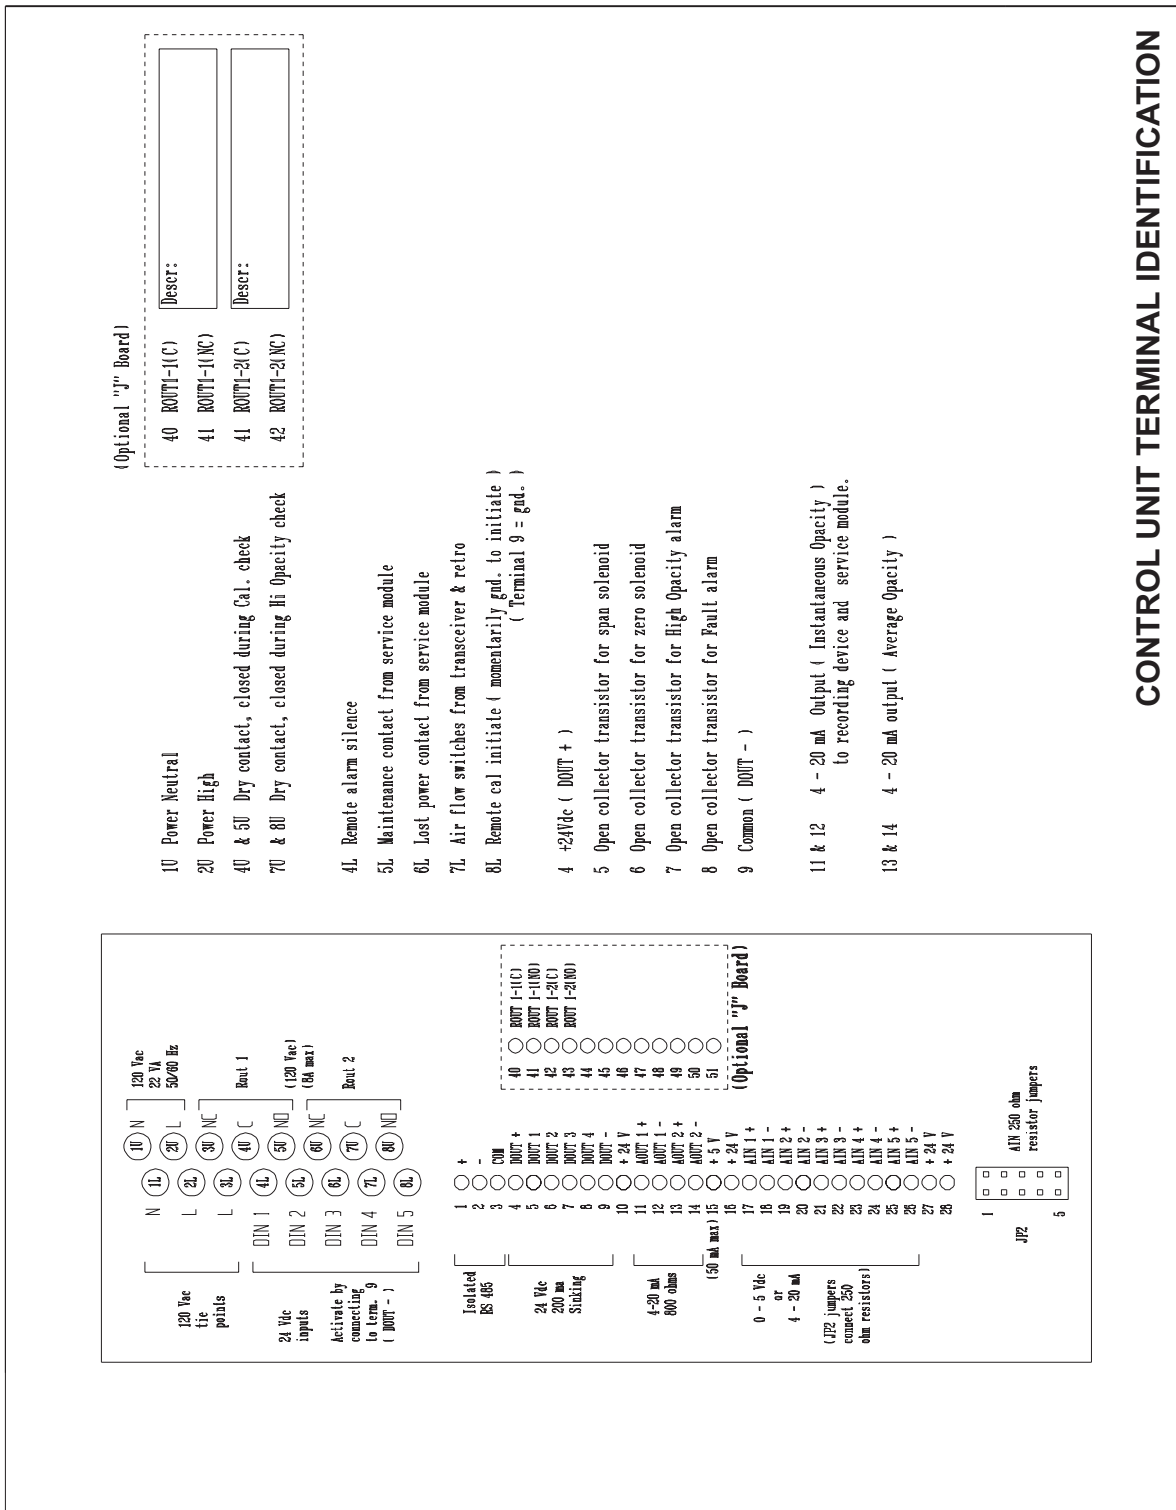 120 Vac
tie
points
24 Vdc
inputs
Activate by
connecting
to term. 9
( DOUT - )
N
L
L
DIN 1
DIN 2
DIN 3
DIN 4
DIN 5
1L
2L
3L
4L
5L
6L
7L
8L
1U N
2U L
3U NC
4U C
5U NO
6U NC
7U C
8U NO
120 Vac
22 VA
50/60 Hz
Rout 1
(120 Vac)
(8A max)
Rout 2
Isolated
RS 485
24 Vdc
200 ma
Sinking
4-20 mA
800 ohms
(50 mA max)
0 - 5 Vdc
or
4 - 20 mA
(JP2 jumpers
connect 250
ohm resistors)
1 +
2 -
3 COM
4 DOUT +
5 DOUT 1
6 DOUT 2
7 DOUT 3
8 DOUT 4
9 DOUT -
10 + 24 V
11 AOUT 1 +
12 AOUT 1 -
13 AOUT 2 +
14 AOUT 2 -
15 + 5 V
16 + 24 V
17 AIN 1 +
18 AIN 1 -
19 AIN 2 +
20 AIN 2 -
21 AIN 3 +
22 AIN 3 -
23 AIN 4 +
24 AIN 4 -
25 AIN 5 +
26 AIN 5 -
27 + 24 V
28 + 24 V
40 ROUT 1-1(C)
41 ROUT 1-1(NO)
42 ROUT 1-2(C)
43 ROUT 1-2(NO)
44
45
46
47
48
49
50
51
(Optional "J" Board)
1
5
JP2
AIN 250 ohm
resistor jumpers
1U Power Neutral
2U Power High
4U & 5U Dry contact, closed during Cal. check
7U & 8U Dry contact, closed during Hi Opacity check
4L Remote alarm silence
5L Maintenance contact from service module
6L Lost power contact from service module
7L Air flow switches from transceiver & retro
8L Remote cal initiate ( momentarily gnd. to initiate )
( Terminal 9 = gnd. )
4 +24Vdc ( DOUT + )
5 Open collector transistor for span solenoid
6 Open collector transistor for zero solenoid
7 Open collector transistor for High Opacity alarm
8 Open collector transistor for Fault alarm
9 Common ( DOUT - )
11 & 12 4 - 20 mA Output ( Instantaneous Opacity )
to recording device and service module.
13 & 14 4 - 20 mA output ( Average Opacity )
(Optional "J" Board)
40 ROUT1-1(C)
41 ROUT1-1(NC)
41 ROUT1-2(C)
42 ROUT1-2(NC)
Descr:
Descr:
CONTROL UNIT TERMINAL IDENTIFICATION